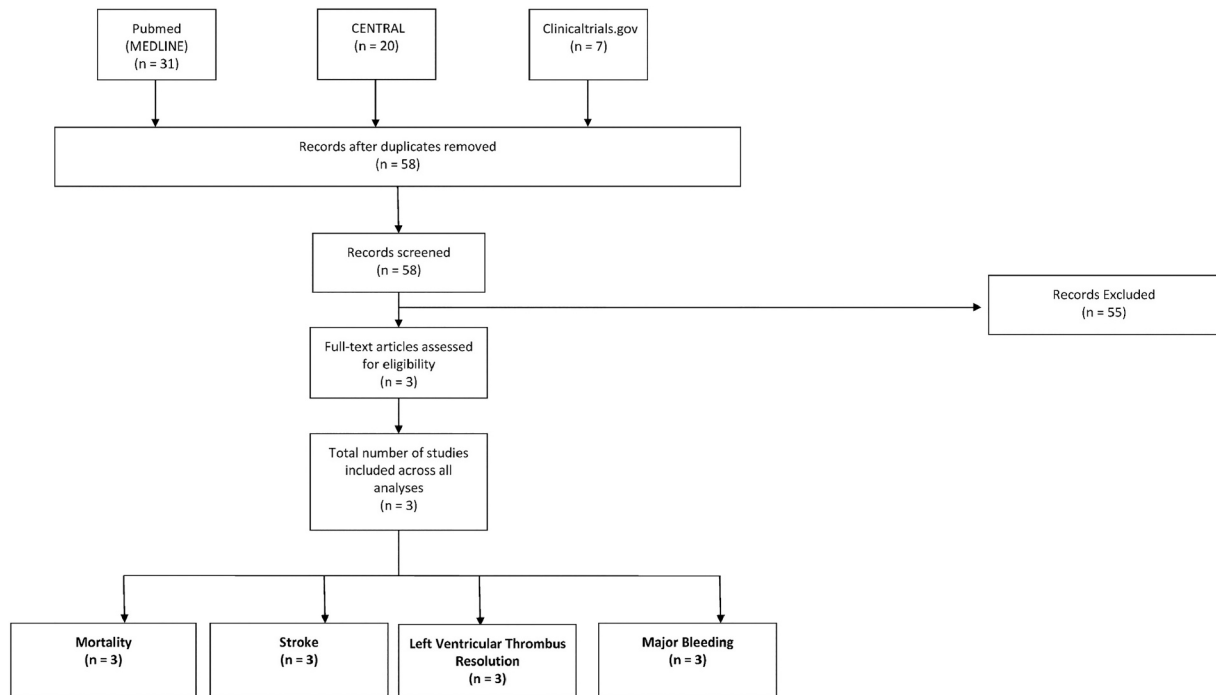 Pubmed
(MEDLINE)
(n = 31)
CENTRAL
(n = 20)
Clinicaltrials.gov
(n = 7)
Records after duplicates removed
(n = 58)
Records screened
(n = 58)
Records Excluded
(n = 55)
Full-text articles assessed
for eligibility
(n = 3)
Total number of studies
included across all
analyses
(n = 3)
Mortality
(n = 3)
Stroke
(n = 3)
Left Ventricular Thrombus
Resolution
(n = 3)
Major Bleeding
(n = 3)